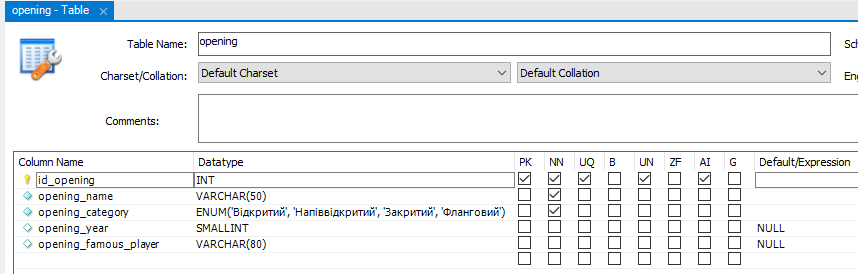 opening - Table ×
Table Name: opening Sch
Charset/Collation: Default Charset Default Collation Eng
Comments:
Column Name Datatype PK NN UQ B UN ZF AI G Default/Expression
id_opening INT
opening_name VARCHAR(50)
opening_category ENUM('Відкритий', 'Напіввідкритий', 'Закритий', 'Фланговий')
opening_year SMALLINT NULL
opening_famous_player VARCHAR(80) NULL